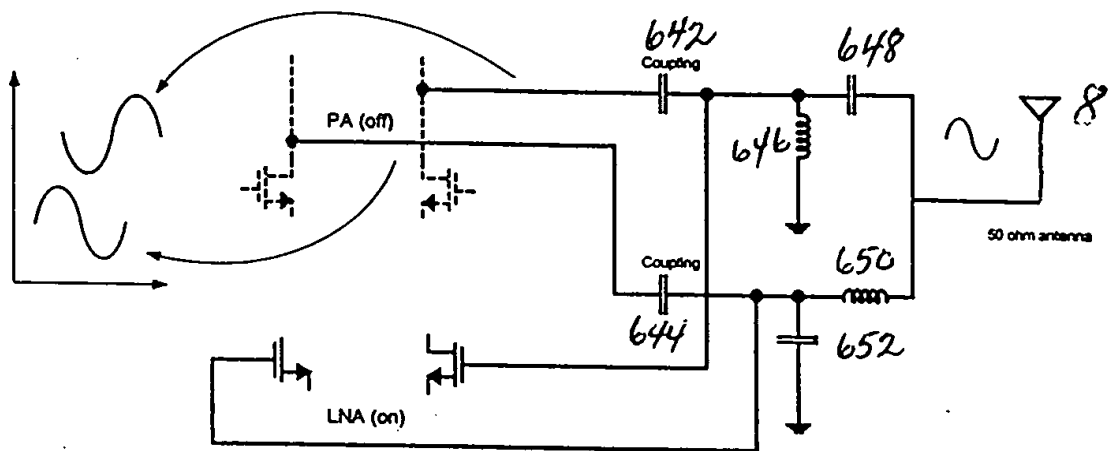 642
648
Coupling
8
PA (off)
646
50 ohm antenna
Coupling
650
644
652
LNA (on)